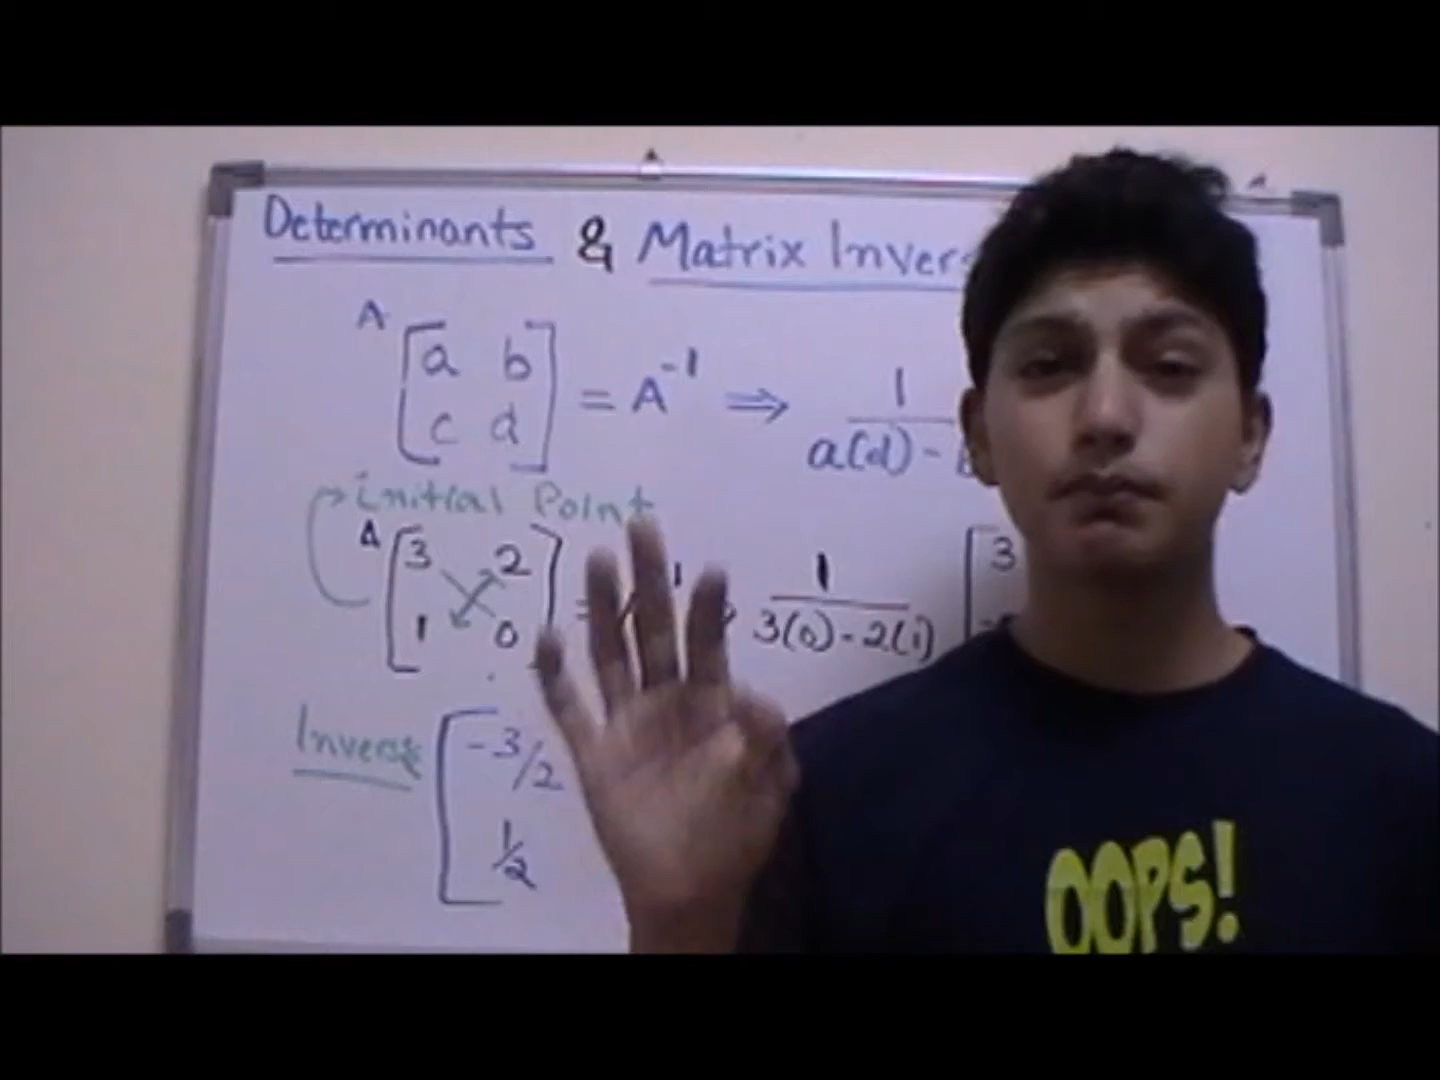 Determinants & Matrix Invers
A
a b
c d
= A⁻¹ ⇒ 1
a(d) -
initial Point
A
3 2
1 0
= 1
1
3(0) - 2(1)
3
Inverse
-3/2
1/2
OOPS!